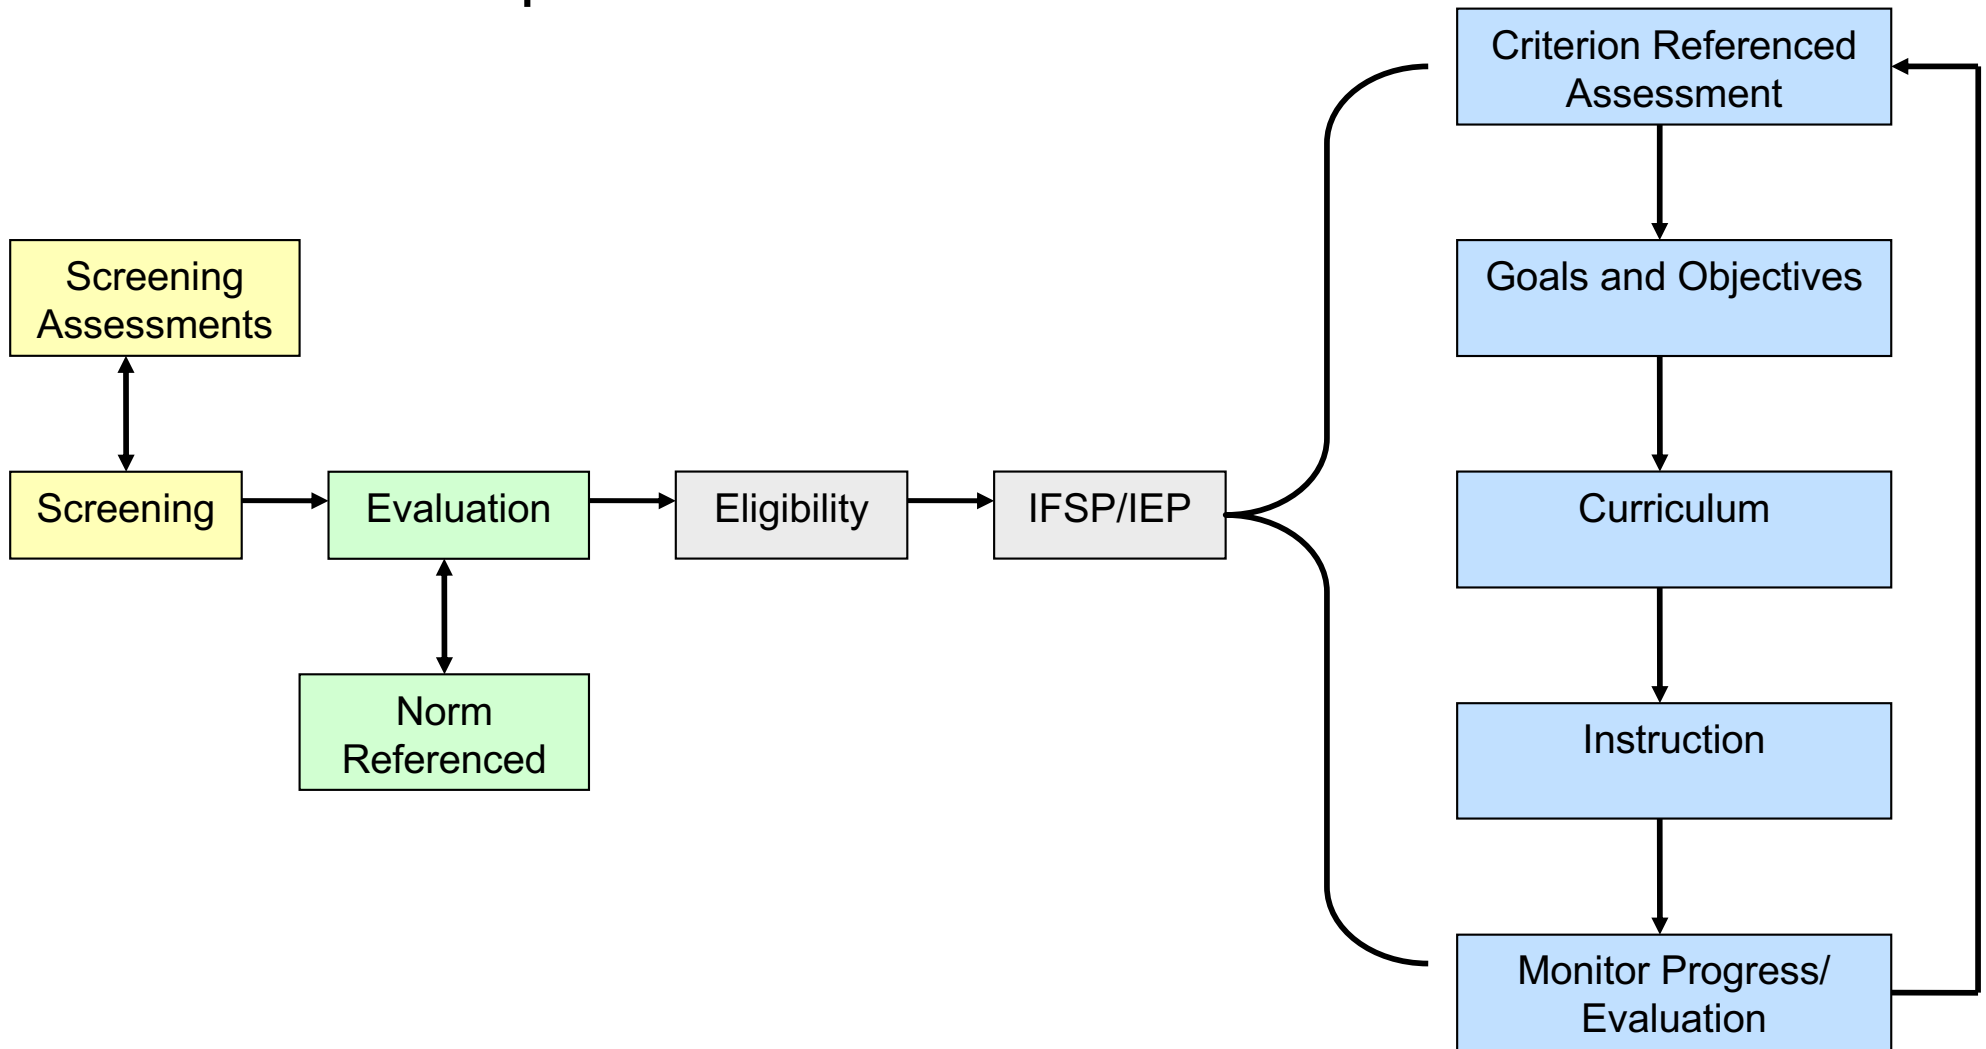 Criterion Referenced
Assessment
Screening
Assessments
Goals and Objectives
Screening
Evaluation
Eligibility
IFSP/IEP
Curriculum
Norm
Referenced
Instruction
Monitor Progress/
Evaluation